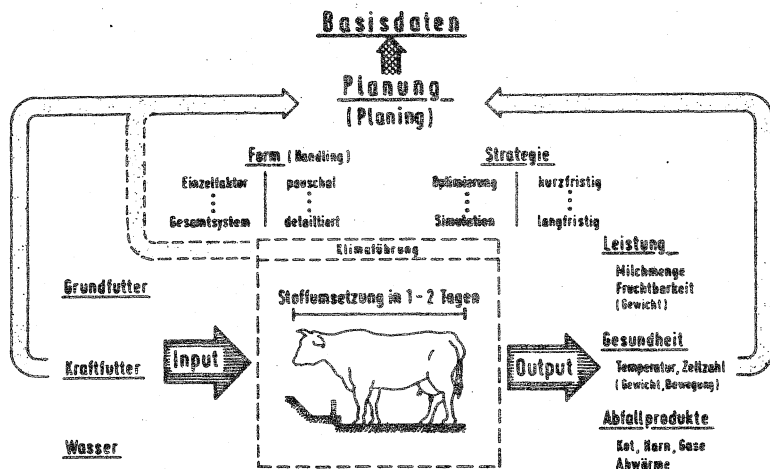 Basisdaten
Planung
(Planing)
Form (Handling)
Strategie
Einzelfaktor
pauschal
Optimierung
kurzfristig
Gesamtsystem
detailliert
Simulation
langfristig
Klimaführung
Grundfutter
Kraftfutter
Wasser
Input
Stoffumsetzung in 1-2 Tagen
Output
Leistung
Milchmenge
Fruchtbarkeit
(Gewicht)
Gesundheit
Temperatur, Zellzahl
(Gewicht, Bewegung)
Abfallprodukte
Kot, Harn, Gase
Abwärme